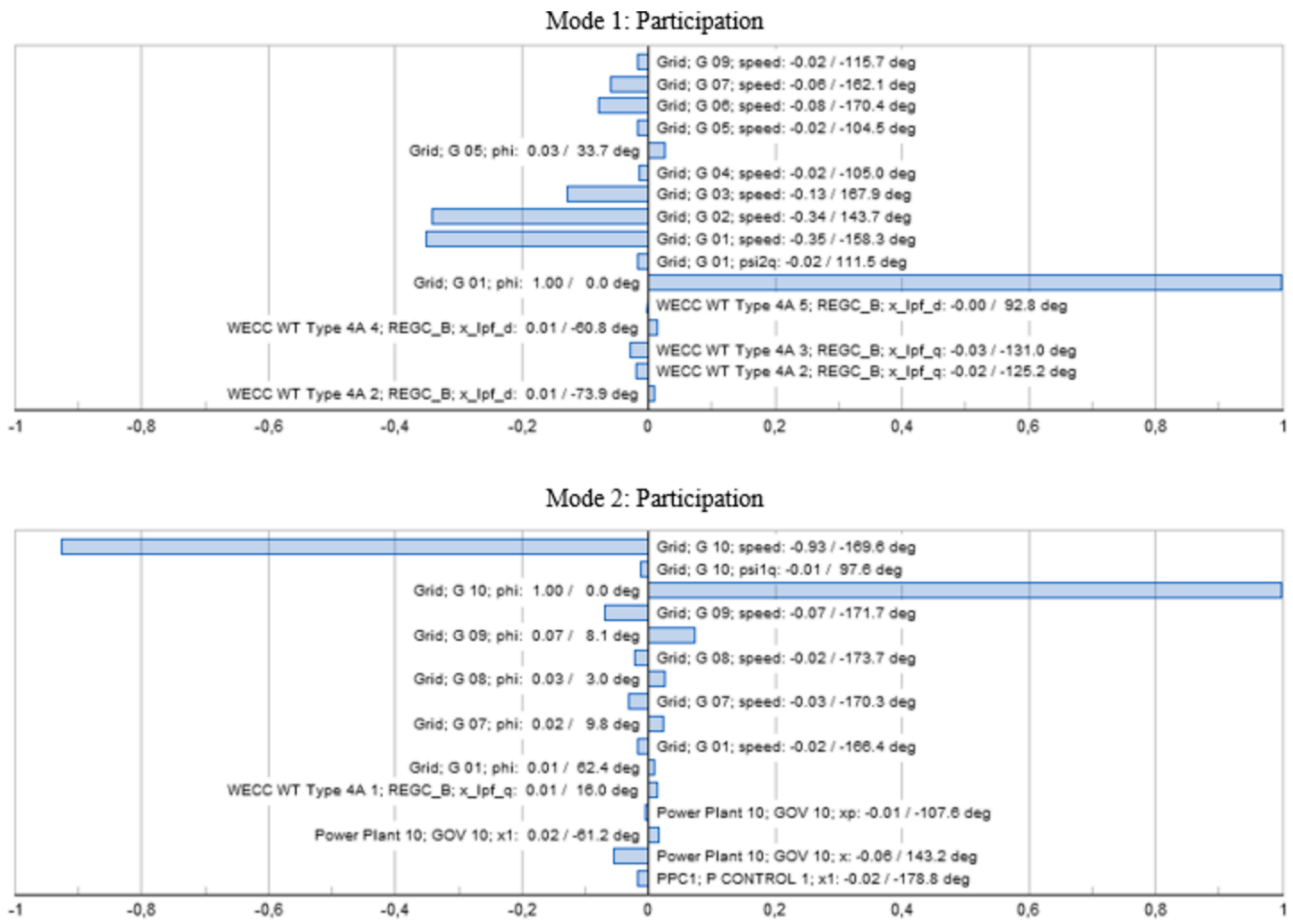 Mode 1: Participation
Grid; G 09; speed: -0.02 / -115.7 deg
Grid; G 07; speed: -0.06 / -162.1 deg
Grid; G 06; speed: -0.08 / -170.4 deg
Grid; G 05; speed: -0.02 / -104.5 deg
Grid; G 05; phi: 0.03 / 33.7 deg
Grid; G 04; speed: -0.02 / -105.0 deg
Grid; G 03; speed: -0.13 / 167.9 deg
Grid; G 02; speed: -0.34 / 143.7 deg
Grid; G 01; speed: -0.35 / -158.3 deg
Grid; G 01; psi2q: -0.02 / 111.5 deg
Grid; G 01; phi: 1.00 / 0.0 deg
WECC WT Type 4A 5; REGC_B; x_lpf_d: -0.00 / 92.8 deg
WECC WT Type 4A 4; REGC_B; x_lpf_d: 0.01 / -60.8 deg
WECC WT Type 4A 3; REGC_B; x_lpf_q: -0.03 / -131.0 deg
WECC WT Type 4A 2; REGC_B; x_lpf_q: -0.02 / -125.2 deg
WECC WT Type 4A 2; REGC_B; x_lpf_d: 0.01 / -73.9 deg
-1 -0,8 -0,6 -0,4 -0,2 0 0,2 0,4 0,6 0,8 1
Mode 2: Participation
Grid; G 10; speed: -0.93 / -169.6 deg
Grid; G 10; psi1q: -0.01 / 97.6 deg
Grid; G 10; phi: 1.00 / 0.0 deg
Grid; G 09; speed: -0.07 / -171.7 deg
Grid; G 09; phi: 0.07 / 8.1 deg
Grid; G 08; speed: -0.02 / -173.7 deg
Grid; G 08; phi: 0.03 / 3.0 deg
Grid; G 07; speed: -0.03 / -170.3 deg
Grid; G 07; phi: 0.02 / 9.8 deg
Grid; G 01; speed: -0.02 / -166.4 deg
Grid; G 01; phi: 0.01 / 62.4 deg
WECC WT Type 4A 1; REGC_B; x_lpf_q: 0.01 / 16.0 deg
Power Plant 10; GOV 10; xp: -0.01 / -107.6 deg
Power Plant 10; GOV 10; x1: 0.02 / -61.2 deg
Power Plant 10; GOV 10; x: -0.06 / 143.2 deg
PPC1; P CONTROL 1; x1: -0.02 / -178.8 deg
-1 -0,8 -0,6 -0,4 -0,2 0 0,2 0,4 0,6 0,8 1